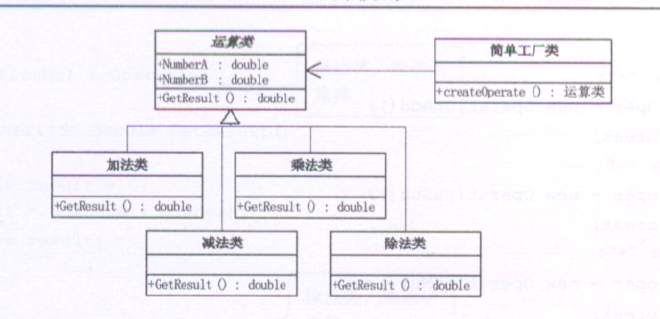 运算类
+NumberA : double
+NumberB : double
+GetResult () : double
简单工厂类
+createOperate () : 运算类
加法类
+GetResult () : double
乘法类
+GetResult () : double
减法类
+GetResult () : double
除法类
+GetResult () : double